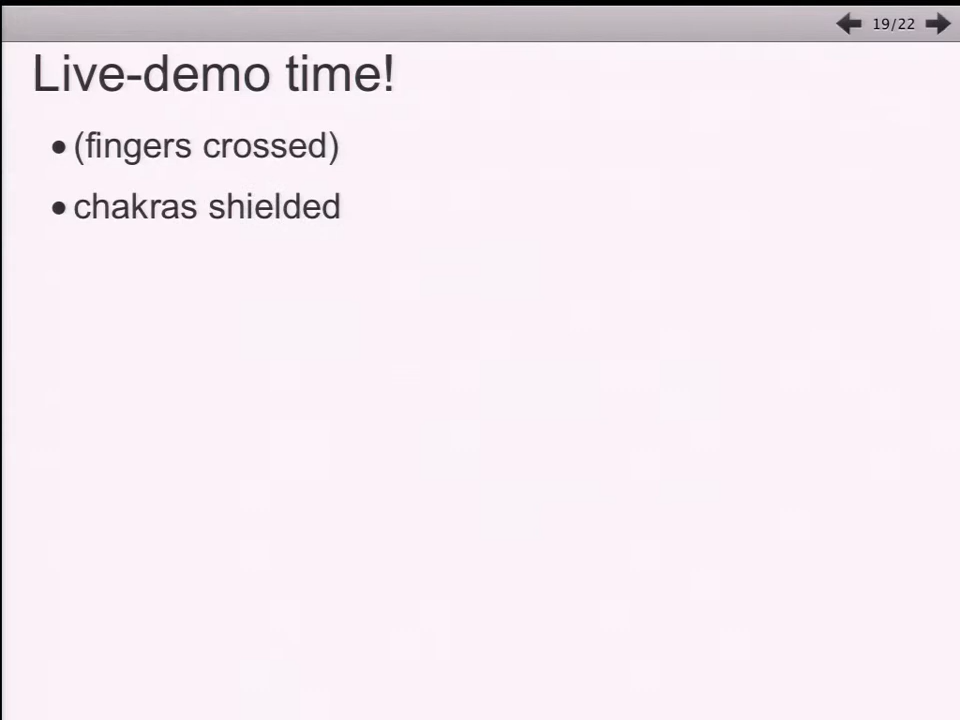 19/22
Live-demo time!
• (fingers crossed)
• chakras shielded